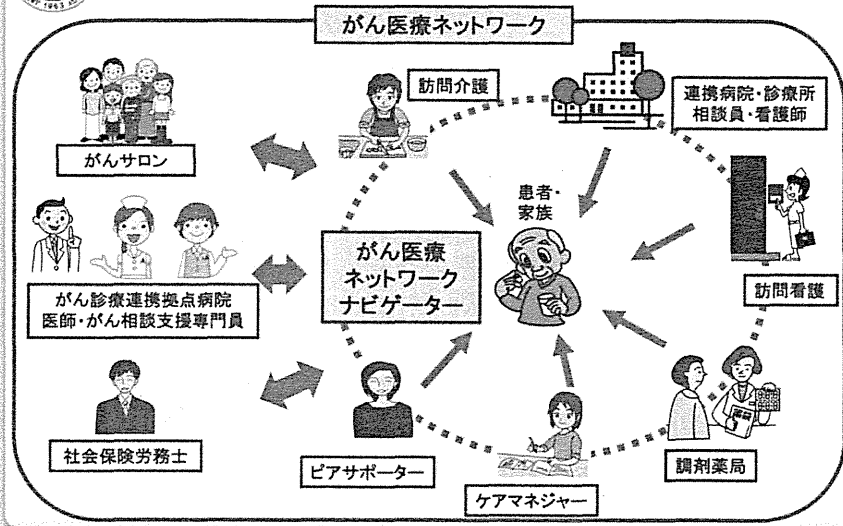 がん医療ネットワーク
訪問介護
連携病院・診療所
相談員・看護師
がんサロン
患者・
家族
がん医療
ネットワーク
ナビゲーター
訪問看護
がん診療連携拠点病院
医師・がん相談支援専門員
社会保険労務士
ピアサポーター
ケアマネジャー
調剤薬局